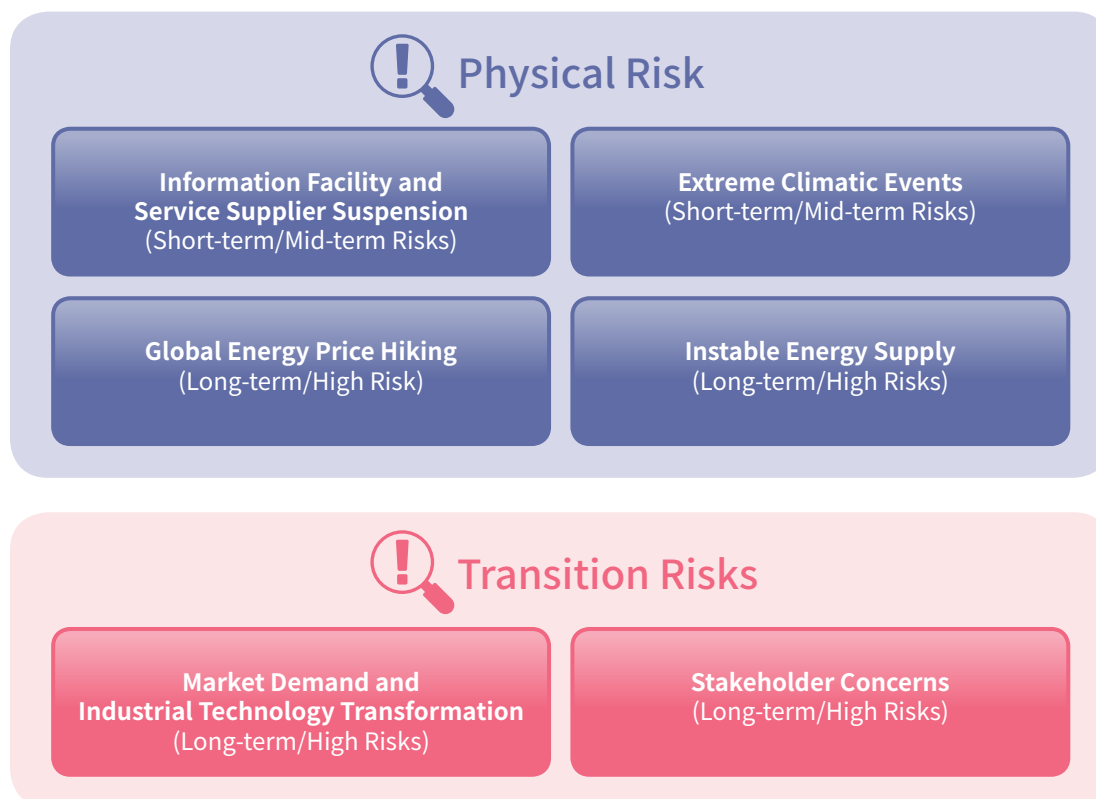 Physical Risk
Information Facility and
Service Supplier Suspension
(Short-term/Mid-term Risks)
Extreme Climatic Events
(Short-term/Mid-term Risks)
Global Energy Price Hiking
(Long-term/High Risk)
Instable Energy Supply
(Long-term/High Risks)
Transition Risks
Market Demand and
Industrial Technology Transformation
(Long-term/High Risks)
Stakeholder Concerns
(Long-term/High Risks)